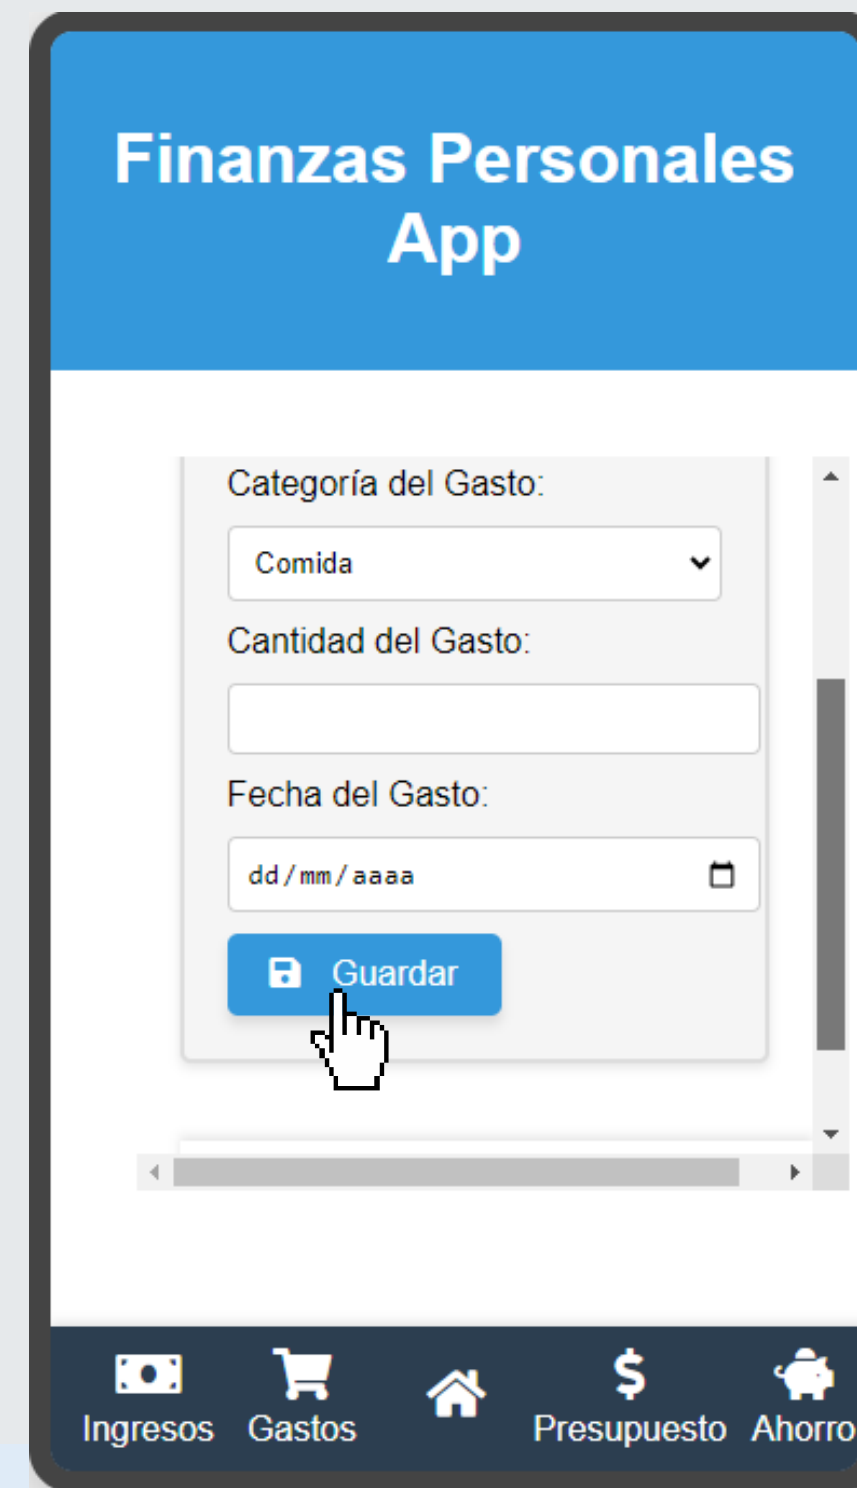 Finanzas Personales
App
Categoría del Gasto:
Comida
Cantidad del Gasto:
Fecha del Gasto:
dd/mm/aaaa
Guardar
Ingresos Gastos Presupuesto Ahorro